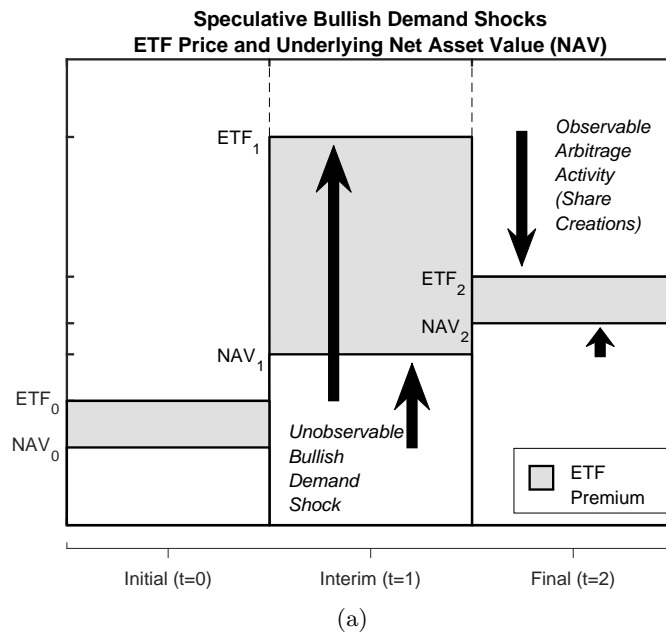 Speculative Bullish Demand Shocks
ETF Price and Underlying Net Asset Value (NAV)
ETF1
Observable
Arbitrage
Activity
(Share
Creations)
ETF2
NAV2
NAV1
ETF0
NAV0
Unobservable
Bullish
Demand
Shock
ETF
Premium
Initial (t=0)
Interim (t=1)
Final (t=2)
(a)